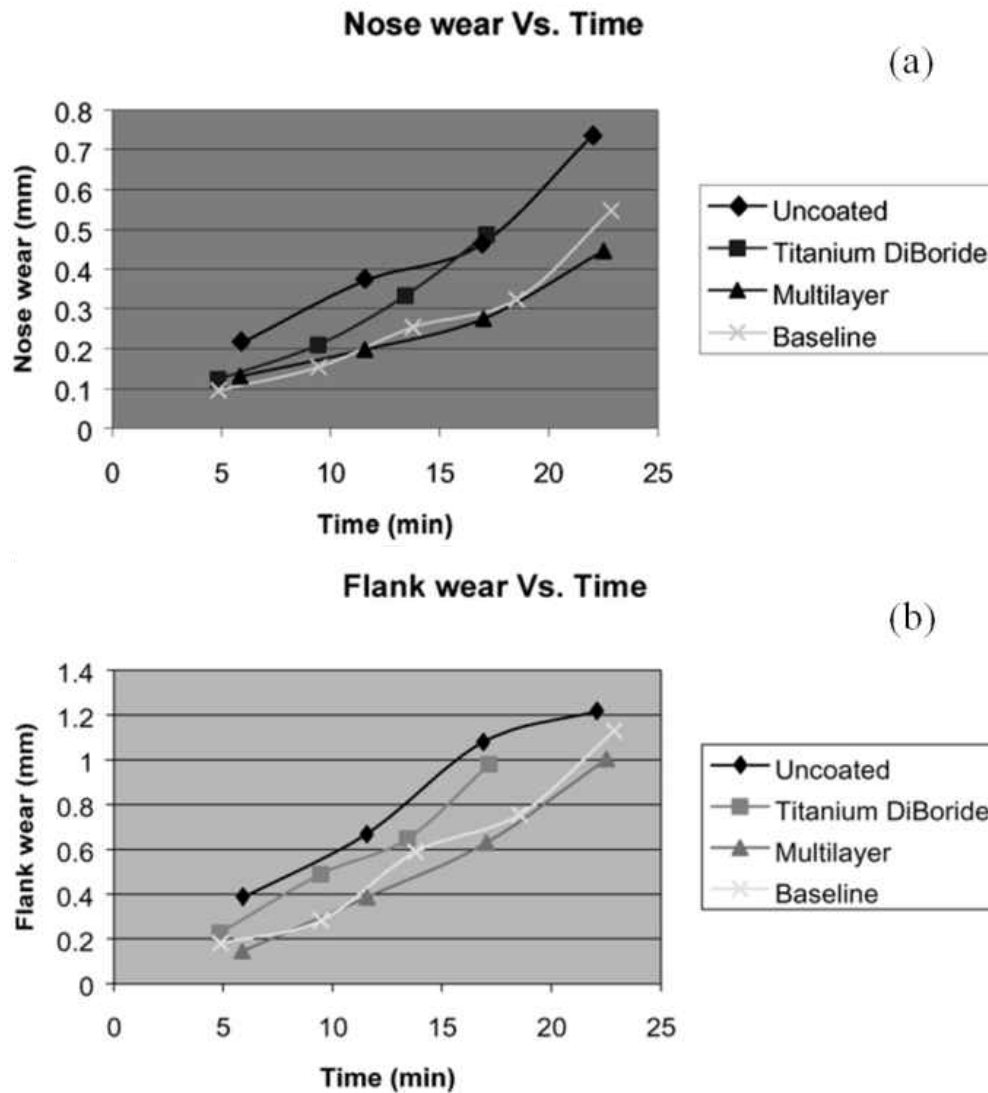 Nose wear Vs. Time
(a)
0.8
0.7
0.6
0.5
0.4
0.3
0.2
0.1
0
Nose wear (mm)
0 5 10 15 20 25
Time (min)
Uncoated
Titanium DiBoride
Multilayer
Baseline
Flank wear Vs. Time
(b)
1.4
1.2
1
0.8
0.6
0.4
0.2
0
Flank wear (mm)
0 5 10 15 20 25
Time (min)
Uncoated
Titanium DiBoride
Multilayer
Baseline